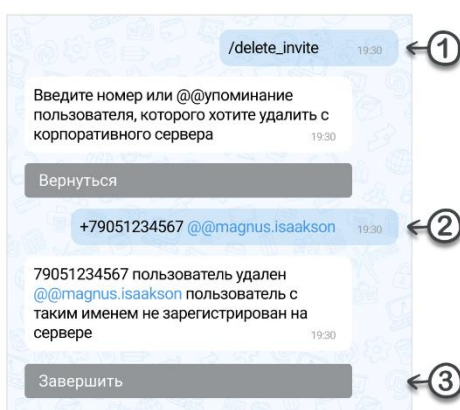 /delete_invite 19:30
1
Введите номер или @@упоминание
пользователя, которого хотите удалить с
корпоративного сервера 19:30
Вернуться
+79051234567 @@magnus.isaakson 19:30
2
79051234567 пользователь удален
@@magnus.isaakson пользователь с
таким именем не зарегистрирован на
сервере 19:30
Завершить
3